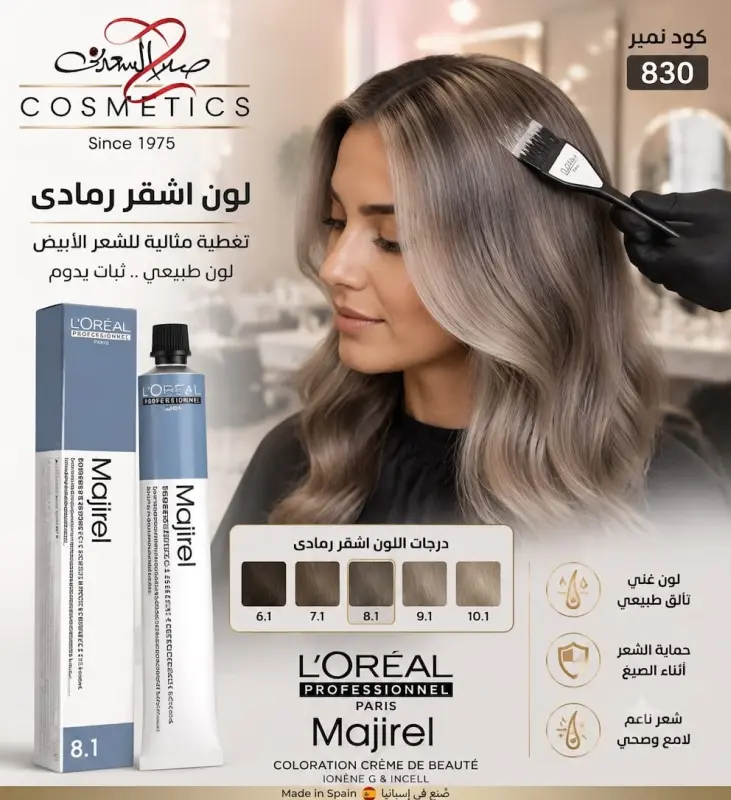 COSMETICS
Since 1975
كود نمبر
830
لون اشقر رمادى
تغطية مثالية للشعر الأبيض
لون طبيعي .. ثبات يدوم
L'ORÉAL
PROFESSIONNEL
PARIS
Majirel
8.1
L'ORÉAL
PROFESSIONNEL
Majirel
درجات اللون اشقر رمادى
6.1
7.1
8.1
9.1
10.1
لون غني
تألق طبيعي
حماية الشعر
أثناء الصبغ
شعر ناعم
لامع وصحي
L'ORÉAL
PROFESSIONNEL
PARIS
Majirel
COLORATION CRÈME DE BEAUTÉ
IONÈNE G & INCELL
Made in Spain صُنع في إسبانيا